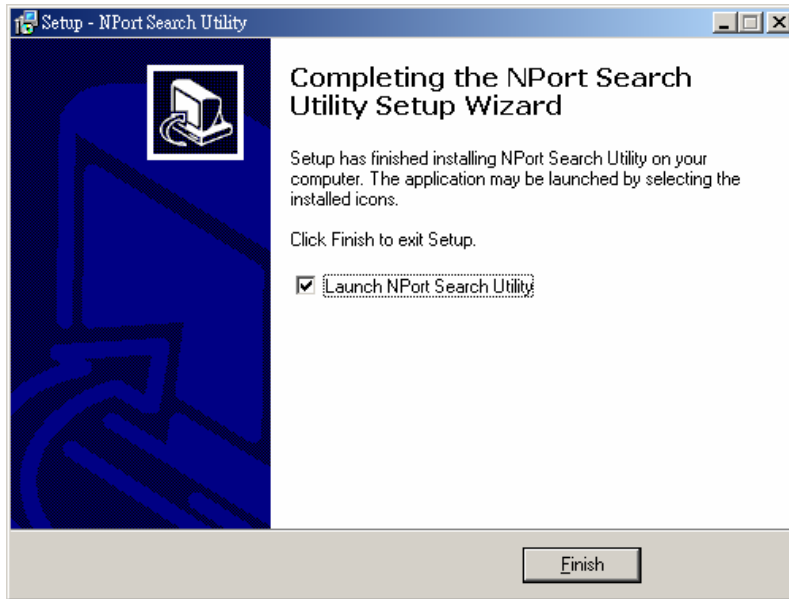 Setup - NPort Search Utility
Completing the NPort Search
Utility Setup Wizard
Setup has finished installing NPort Search Utility on your
computer. The application may be launched by selecting the
installed icons.
Click Finish to exit Setup.
Launch NPort Search Utility
Finish